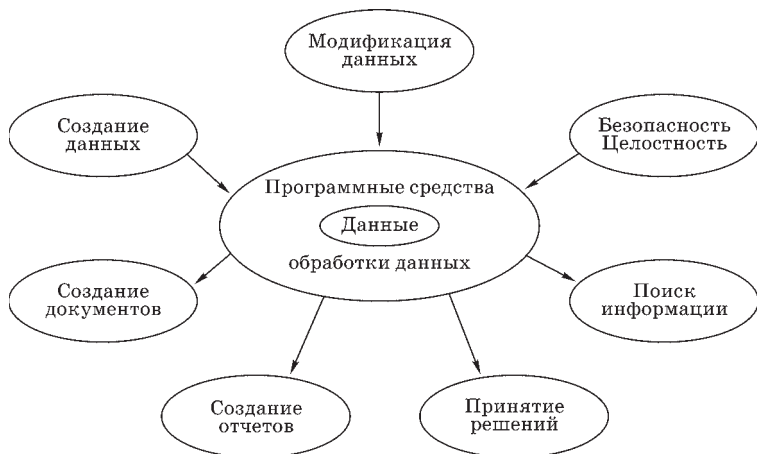 Модификация
данных
Создание
данных
Безопасность
Целостность
Программные средства
Данные
обработки данных
Создание
документов
Поиск
информации
Создание
отчетов
Принятие
решений